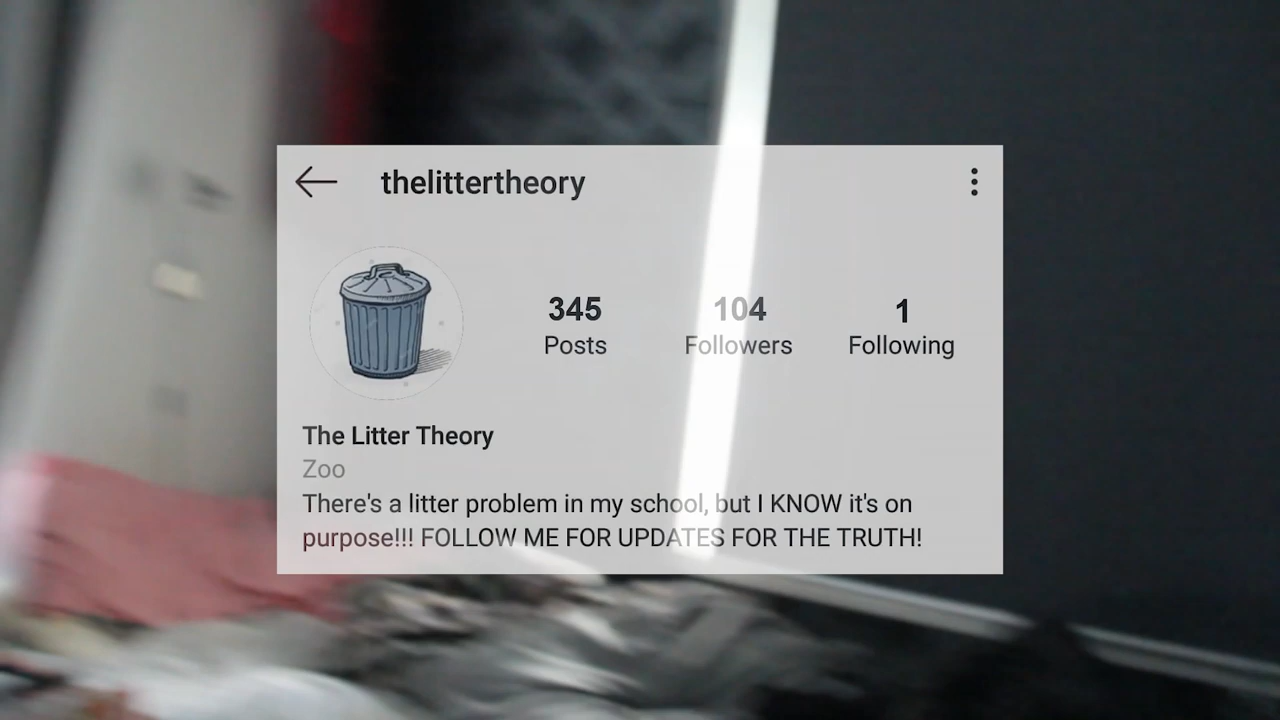 thelittertheory
345 104 1
Posts Followers Following
The Litter Theory
Zoo
There's a litter problem in my school, but I KNOW it's on
purpose!!! FOLLOW ME FOR UPDATES FOR THE TRUTH!